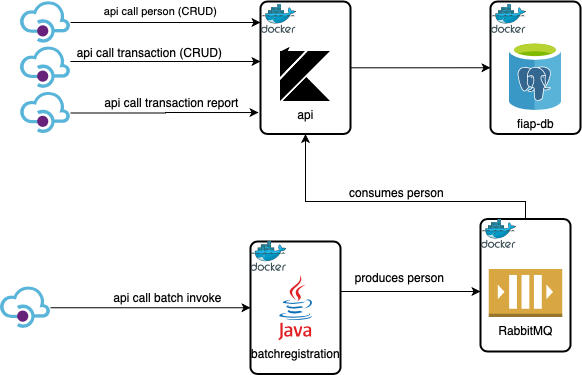 api call person (CRUD)
docker
docker
api call transaction (CRUD)
api call transaction report
api
fiap-db
consumes person
docker
docker
produces person
api call batch invoke
Java
RabbitMQ
batchregistration